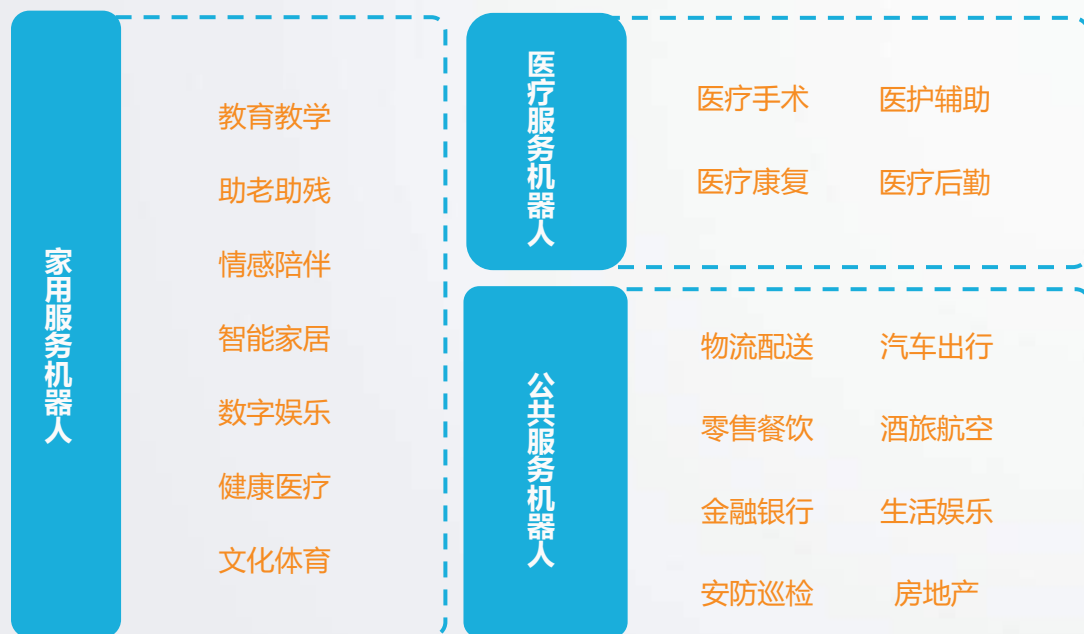 家用服务机器人
教育教学
助老助残
情感陪伴
智能家居
数字娱乐
健康医疗
文化体育
医疗服务机器人
医疗手术 医护辅助
医疗康复 医疗后勤
公共服务机器人
物流配送 汽车出行
零售餐饮 酒旅航空
金融银行 生活娱乐
安防巡检 房地产